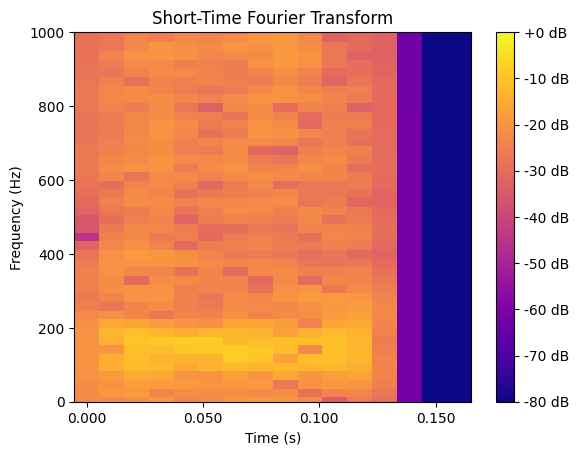 Short-Time Fourier Transform
Frequency (Hz)
1000
800
600
400
200
0
0.000
0.050
0.100
0.150
Time (s)
+0 dB
-10 dB
-20 dB
-30 dB
-40 dB
-50 dB
-60 dB
-70 dB
-80 dB